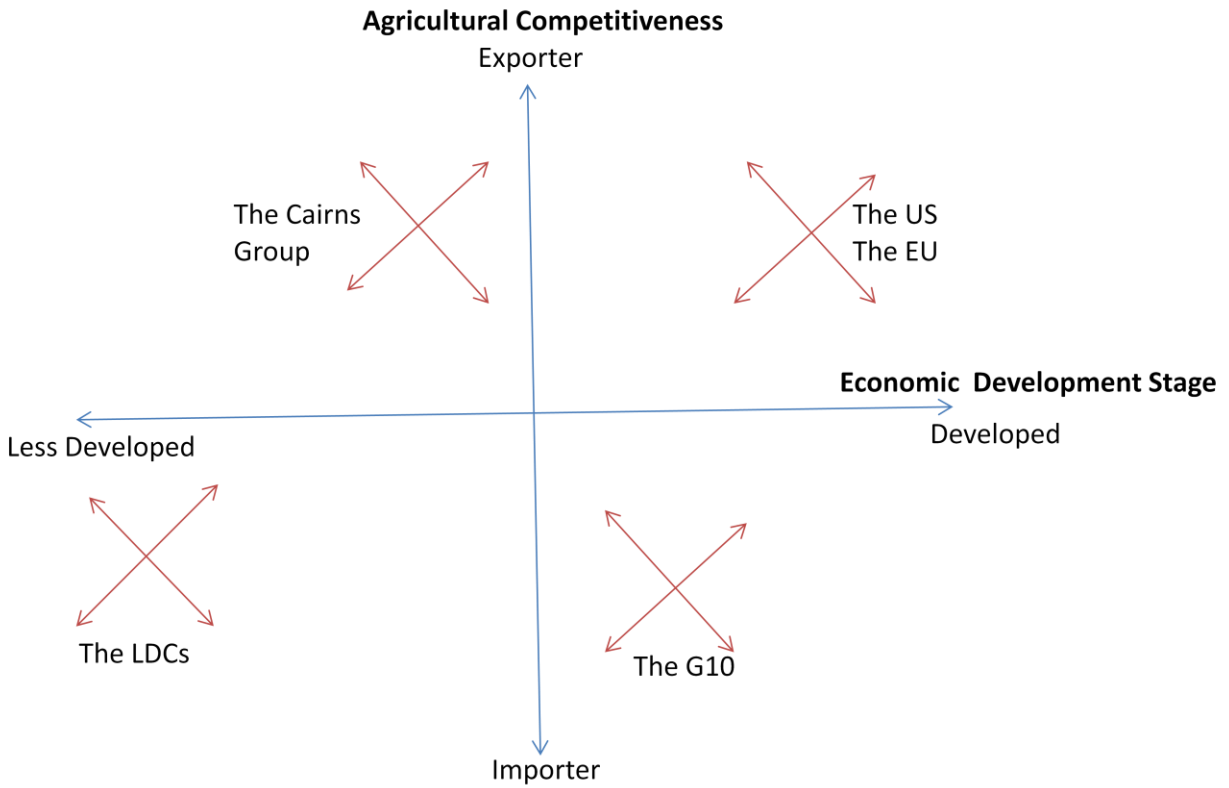 Agricultural Competitiveness
Exporter
The Cairns
Group
The US
The EU
Economic Development Stage
Less Developed
Developed
The LDCs
The G10
Importer